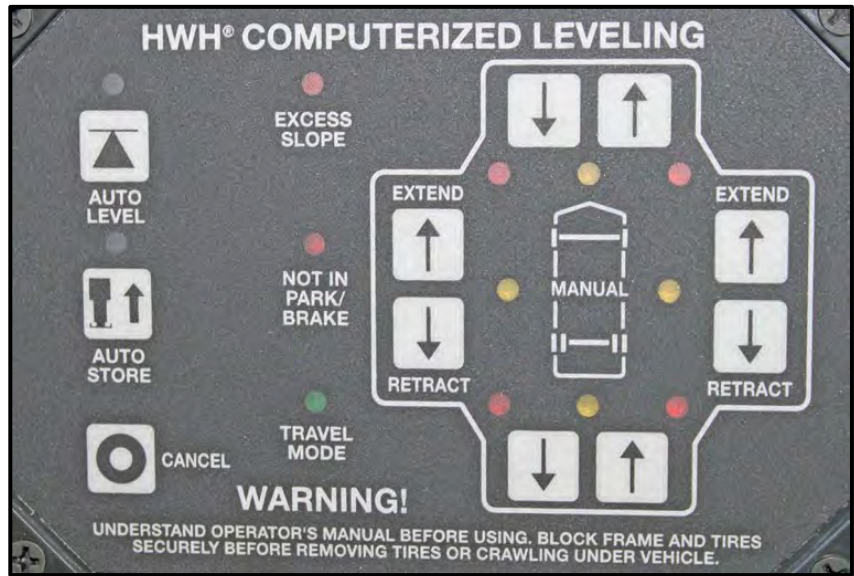 HWH® COMPUTERIZED LEVELING
AUTO
LEVEL
AUTO
STORE
CANCEL
EXCESS
SLOPE
NOT IN
PARK/
BRAKE
TRAVEL
MODE
EXTEND
RETRACT
MANUAL
EXTEND
RETRACT
WARNING!
UNDERSTAND OPERATOR'S MANUAL BEFORE USING. BLOCK FRAME AND TIRES
SECURELY BEFORE REMOVING TIRES OR CRAWLING UNDER VEHICLE.